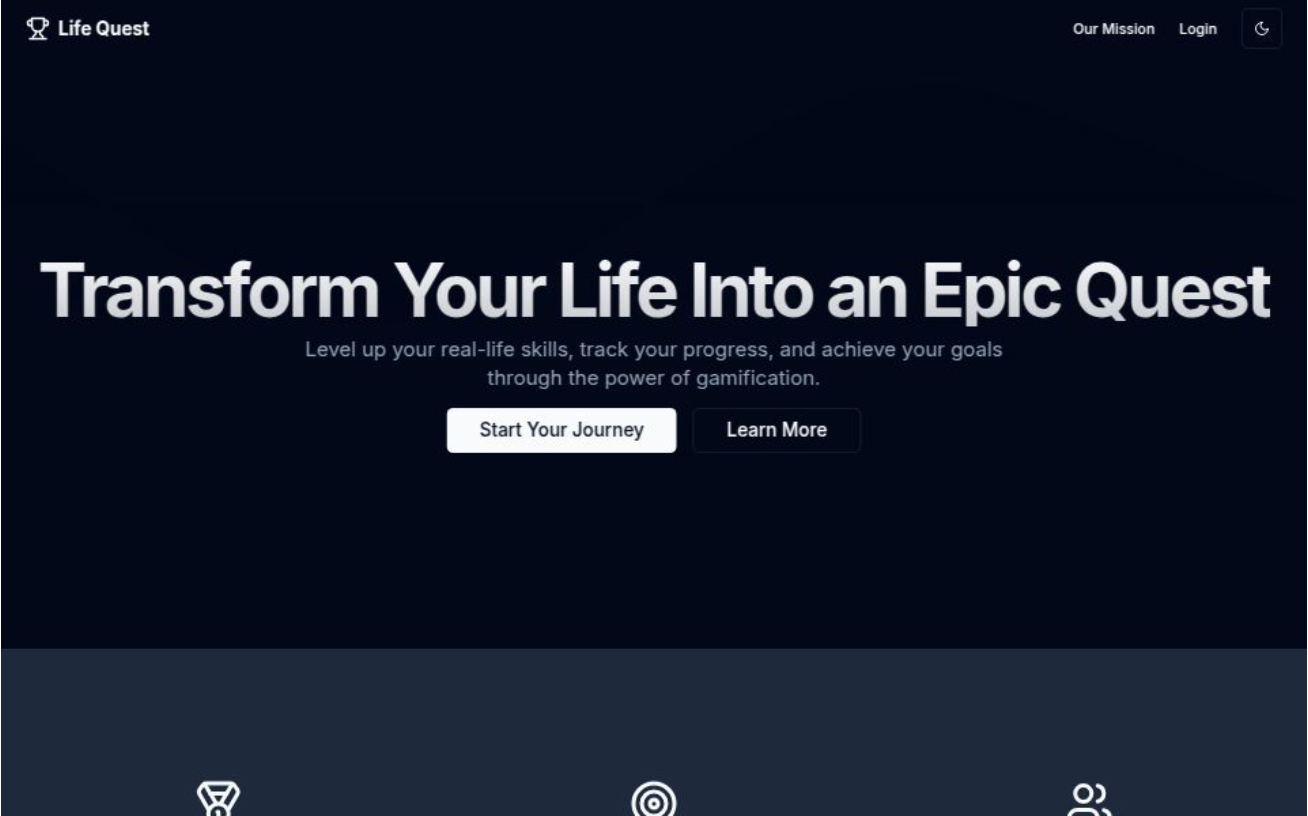 Life Quest
Our Mission
Login
Transform Your Life Into an Epic Quest
Level up your real-life skills, track your progress, and achieve your goals
through the power of gamification.
Start Your Journey
Learn More